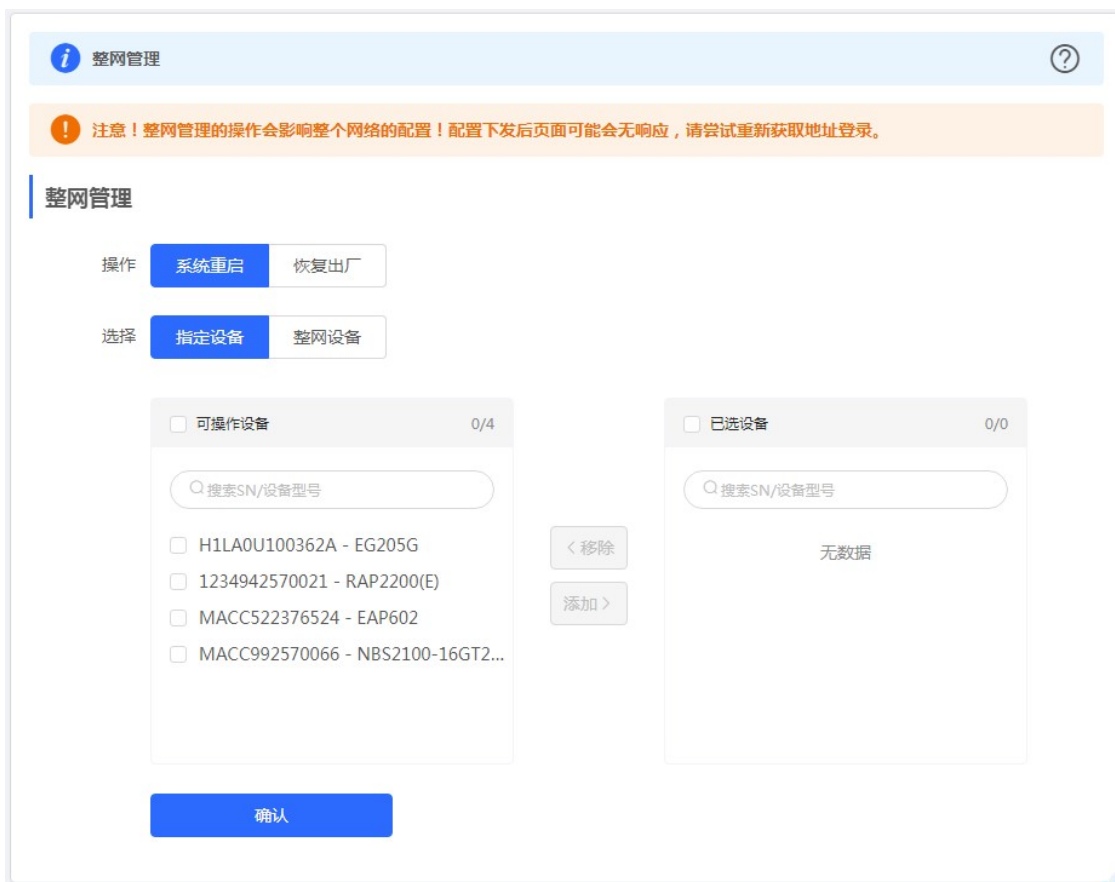 整网管理
注意！整网管理的操作会影响整个网络的配置！配置下发后页面可能会无响应，请尝试重新获取地址登录。
整网管理
操作 系统重启 恢复出厂
选择 指定设备 整网设备
可操作设备 0/4
搜索SN/设备型号
H1LA0U100362A - EG205G
1234942570021 - RAP2200(E)
MACC522376524 - EAP602
MACC992570066 - NBS2100-16GT2...
< 移除
添加 >
已选设备 0/0
搜索SN/设备型号
无数据
确认